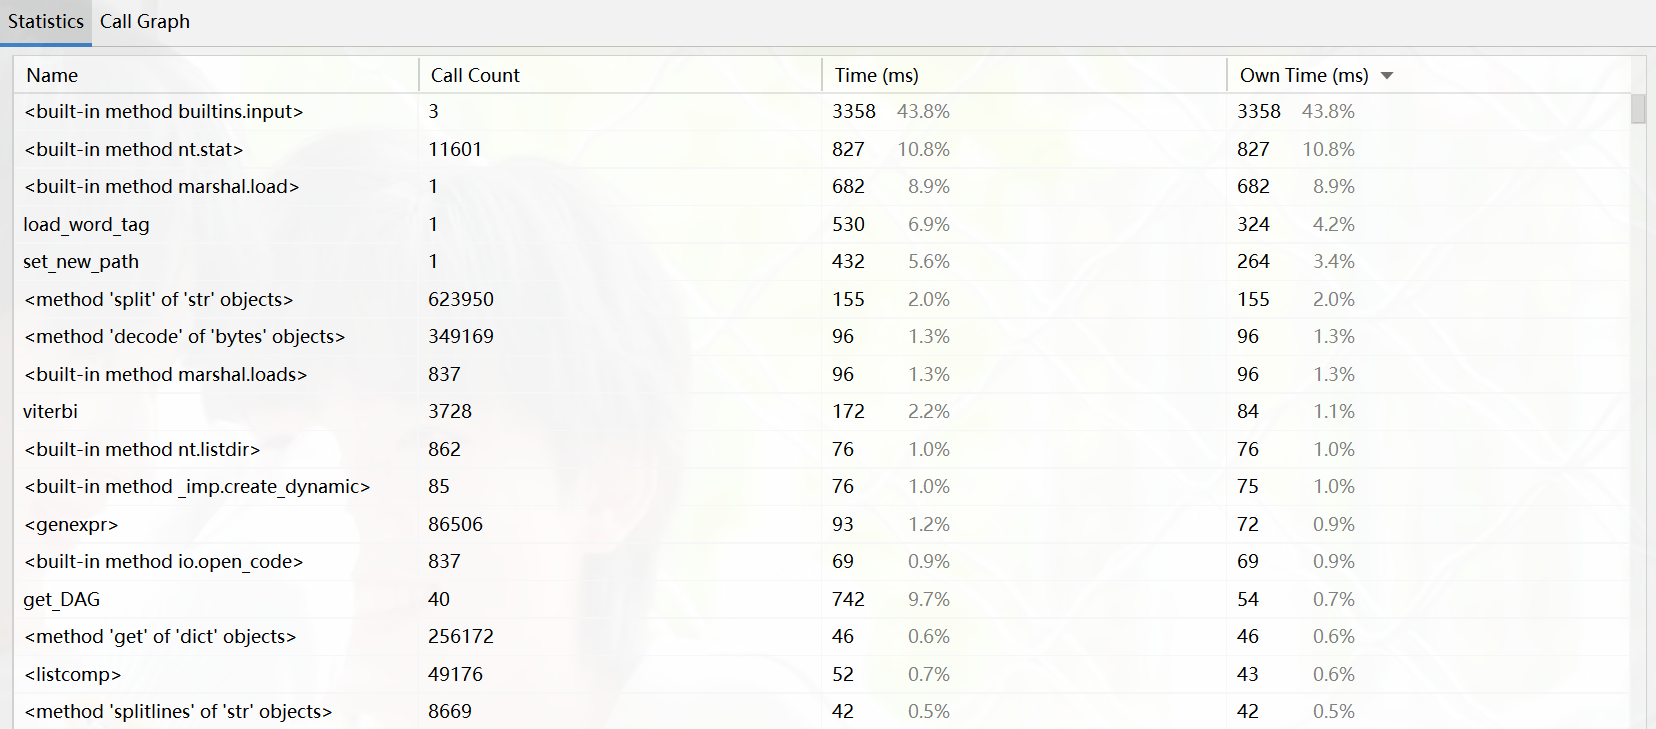 Statistics Call Graph
Name Call Count Time (ms) Own Time (ms)
<built-in method builtins.input> 3 3358 43.8% 3358 43.8%
<built-in method nt.stat> 11601 827 10.8% 827 10.8%
<built-in method marshal.load> 1 682 8.9% 682 8.9%
load_word_tag 1 530 6.9% 324 4.2%
set_new_path 1 432 5.6% 264 3.4%
<method 'split' of 'str' objects> 623950 155 2.0% 155 2.0%
<method 'decode' of 'bytes' objects> 349169 96 1.3% 96 1.3%
<built-in method marshal.loads> 837 96 1.3% 96 1.3%
viterbi 3728 172 2.2% 84 1.1%
<built-in method nt.listdir> 862 76 1.0% 76 1.0%
<built-in method _imp.create_dynamic> 85 76 1.0% 75 1.0%
<genexpr> 86506 93 1.2% 72 0.9%
<built-in method io.open_code> 837 69 0.9% 69 0.9%
get_DAG 40 742 9.7% 54 0.7%
<method 'get' of 'dict' objects> 256172 46 0.6% 46 0.6%
<listcomp> 49176 52 0.7% 43 0.6%
<method 'splitlines' of 'str' objects> 8669 42 0.5% 42 0.5%